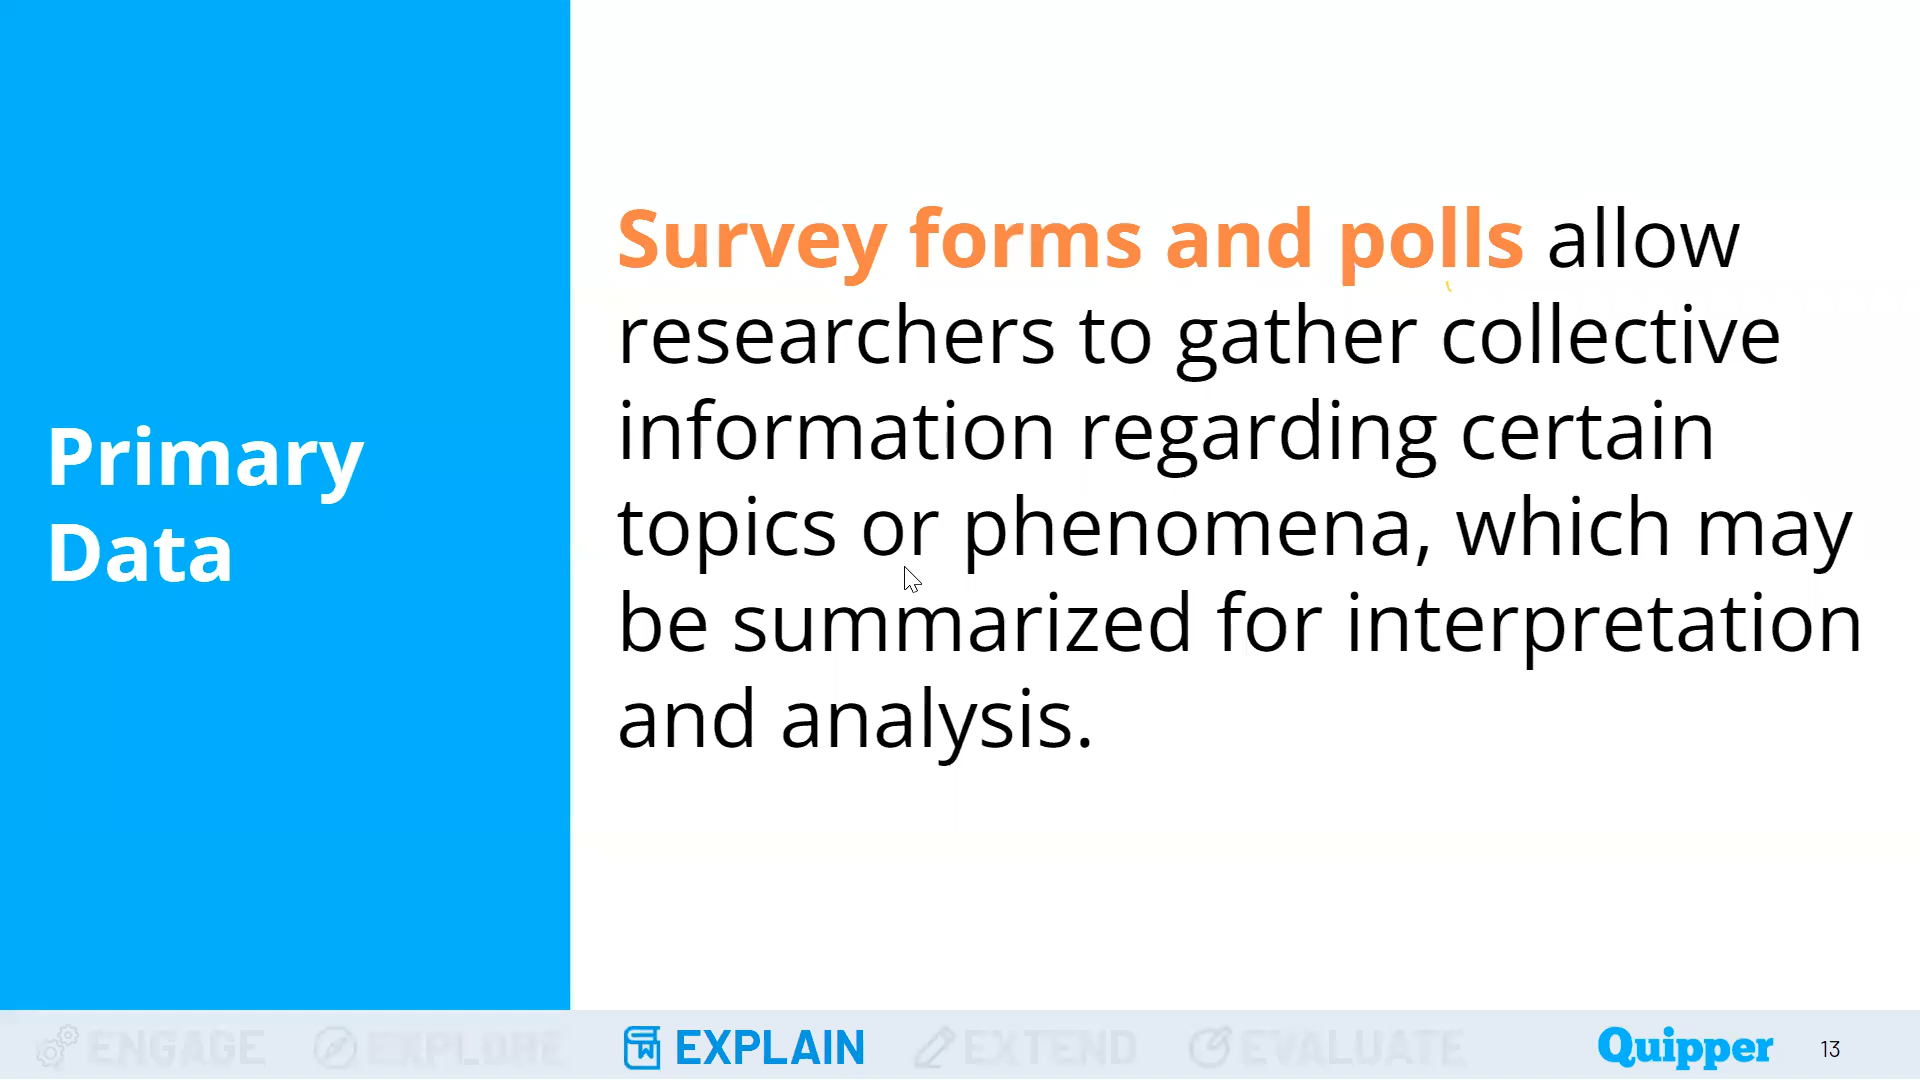 Primary
Data
Survey forms and polls allow
researchers to gather collective
information regarding certain
topics or phenomena, which may
be summarized for interpretation
and analysis.
ENGAGE EXPLORE EXPLAIN EXTEND EVALUATE Quipper 13